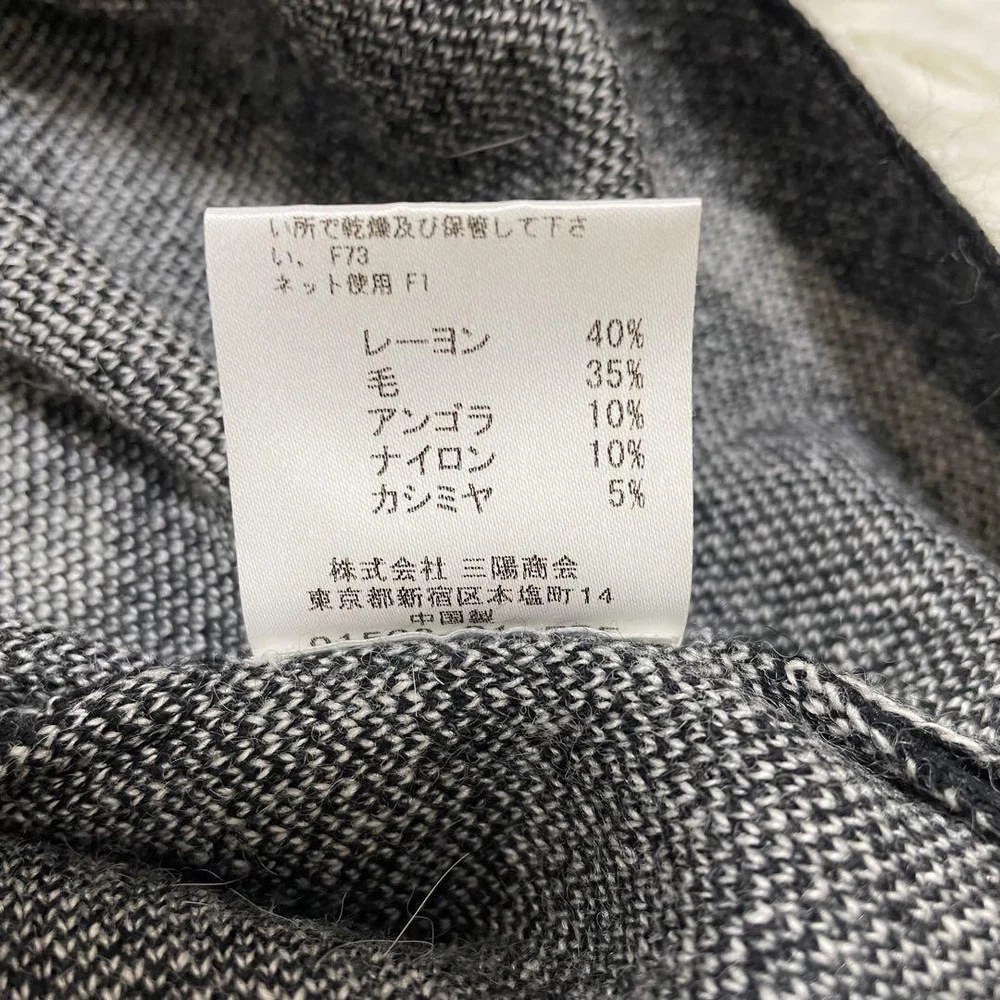 い所で乾燥及び保管して下さ
い、 F73
ネット使用 F1
レーヨン 40%
毛 35%
アンゴラ 10%
ナイロン 10%
カシミヤ 5%
株式会社 三陽商会
東京都新宿区本塩町14
中国製